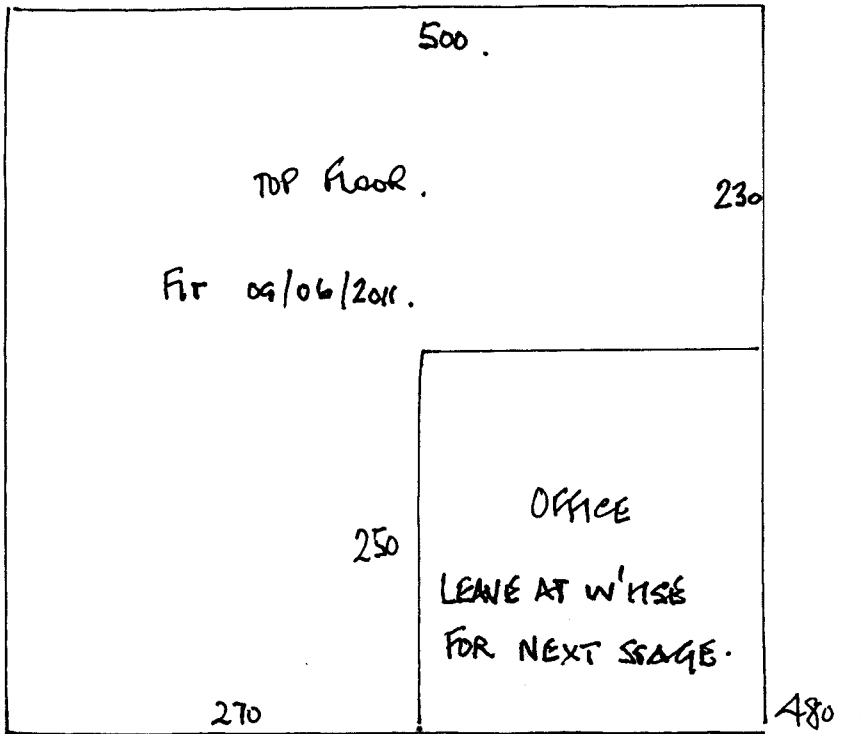 500.
TOP FLOOR.
230
FIT 09/06/2011.
OFFICE
250
LEAVE AT W'HSE
FOR NEXT STAGE.
270
480